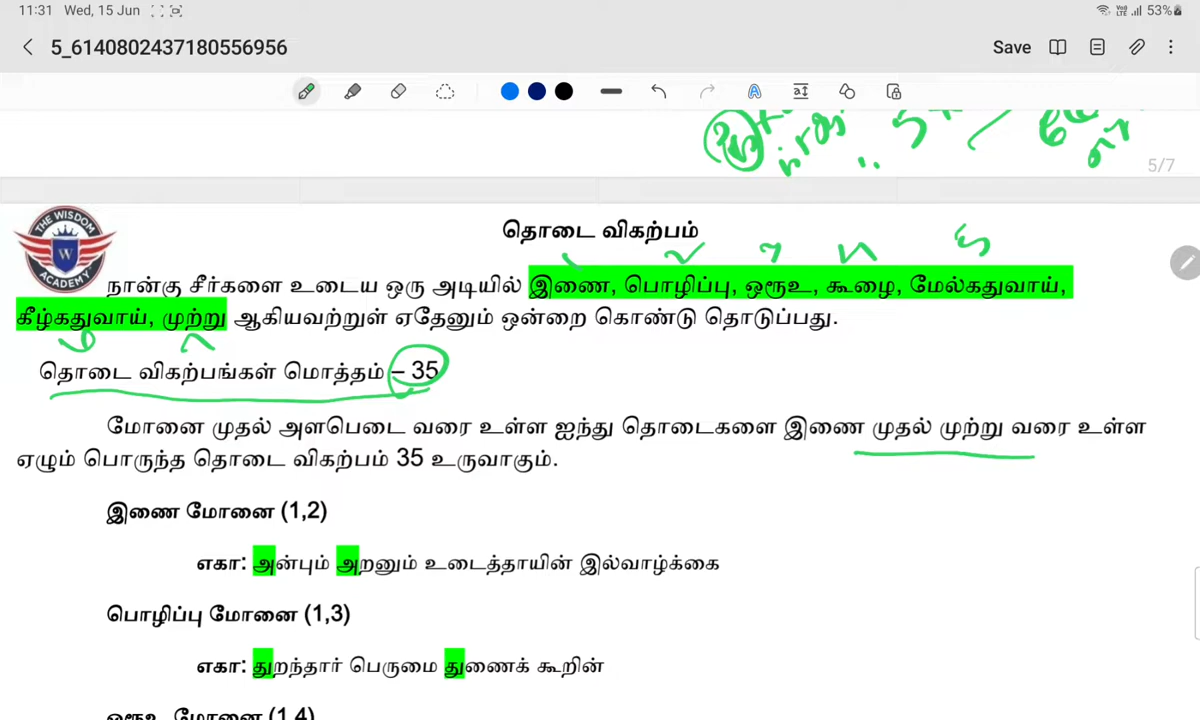 11:31 Wed, 15 Jun
53%
5_6140802437180556956
Save
5/7
THE WISDOM
W
ACADEMY
தொடை விகற்பம்
நான்கு சீர்களை உடைய ஒரு அடியில் இணை, பொழிப்பு, ஒரூஉ, கூழை, மேல்கதுவாய்,
கீழ்கதுவாய், முற்று ஆகியவற்றுள் ஏதேனும் ஒன்றை கொண்டு தொடுப்பது.
தொடை விகற்பங்கள் மொத்தம் – 35
மோனை முதல் அளபெடை வரை உள்ள ஐந்து தொடைகளை இணை முதல் முற்று வரை உள்ள
ஏழும் பொருந்த தொடை விகற்பம் 35 உருவாகும்.
இணை மோனை (1,2)
எகா: அன்பும் அறனும் உடைத்தாயின் இல்வாழ்க்கை
பொழிப்பு மோனை (1,3)
எகா: துறந்தார் பெருமை துணைக் கூறின்
ஒரூஉ மோனை (1,4)